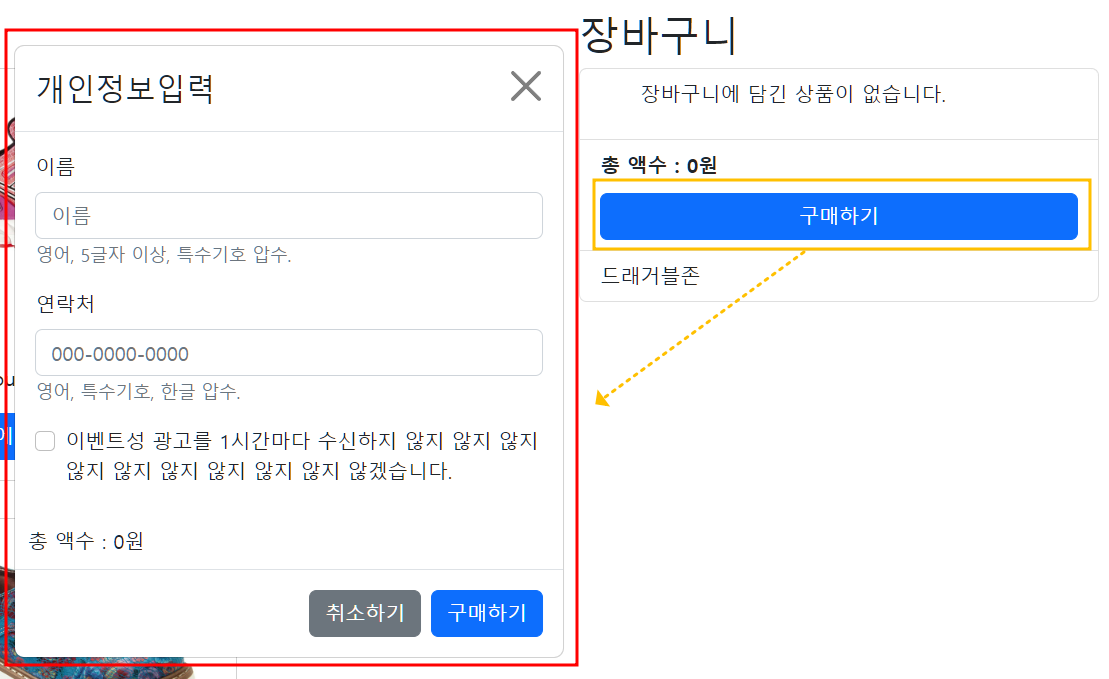 장바구니
장바구니에 담긴 상품이 없습니다.
총 액수 : 0원
구매하기
드래거블존
개인정보입력
이름
이름
영어, 5글자 이상, 특수기호 압수.
연락처
000-0000-0000
영어, 특수기호, 한글 압수.
이벤트성 광고를 1시간마다 수신하지 않지 않지 않지
않지 않지 않지 않지 않지 않지 않겠습니다.
총 액수 : 0원
취소하기
구매하기